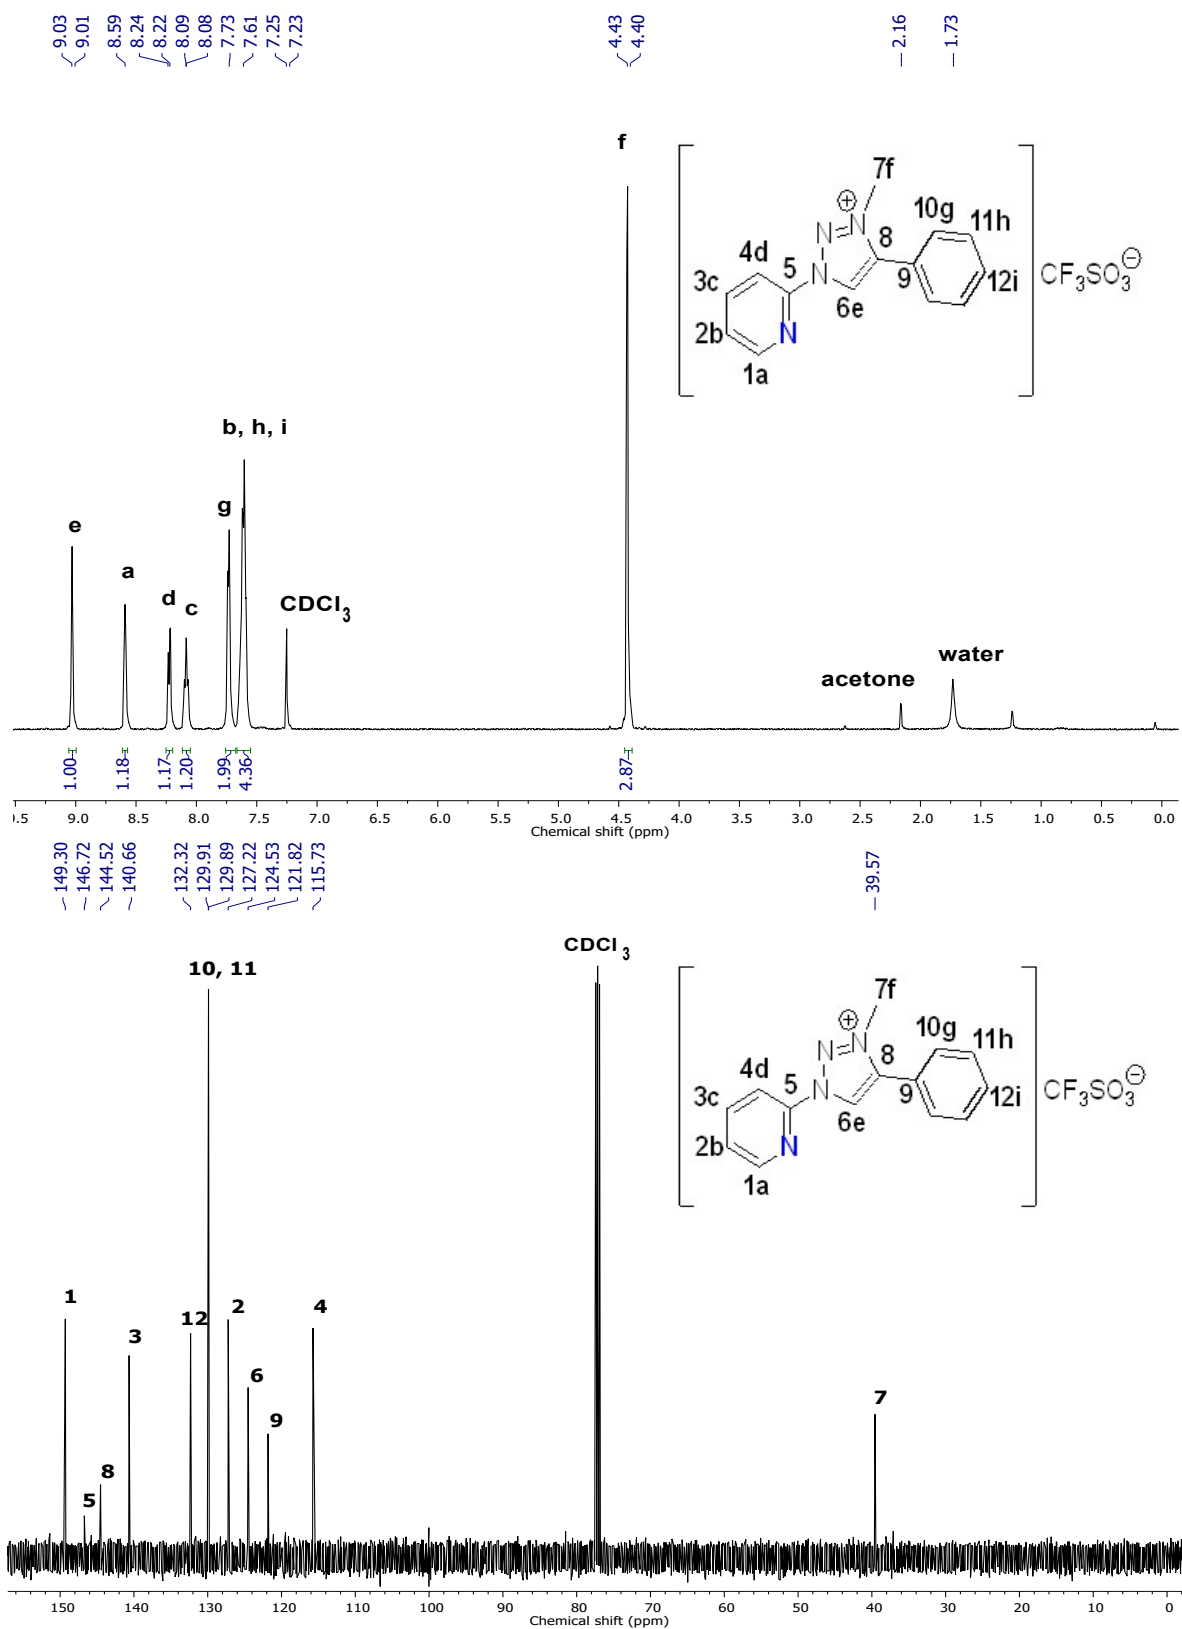 9.03
9.01
8.59
8.24
8.22
8.09
8.08
7.73
7.61
7.25
7.23
4.43
4.40
2.16
1.73
f
7f
N
N
N
8
10g
11h
12i
9
4d
5
3c
2b
N
1a
6e
CF3SO3
b, h, i
g
e
a
d
c
CDCl3
acetone
water
1.00
1.18
1.17
1.20
1.99
4.36
2.87
9.5 9.0 8.5 8.0 7.5 7.0 6.5 6.0 5.5 5.0 4.5 4.0 3.5 3.0 2.5 2.0 1.5 1.0 0.5 0.0
Chemical shift (ppm)
149.30
146.72
144.52
140.66
132.32
129.91
129.89
127.22
124.53
121.82
115.73
39.57
CDCl3
10, 11
7f
N
N
N
8
10g
11h
12i
9
4d
5
3c
2b
N
1a
6e
CF3SO3
1
5
8
3
12
2
6
9
4
7
150 140 130 120 110 100 90 80 70 60 50 40 30 20 10 0
Chemical shift (ppm)